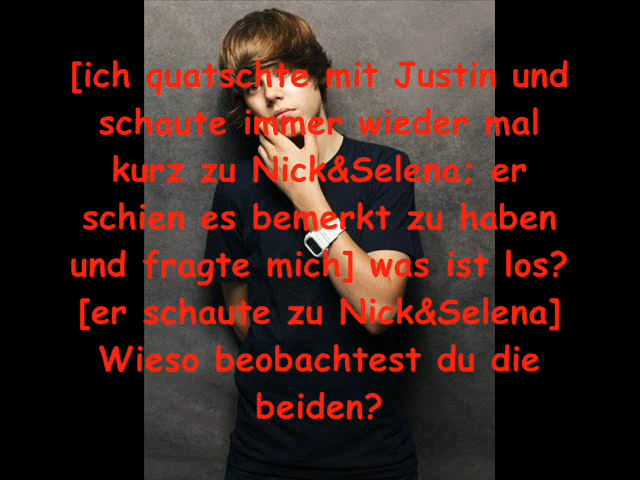 [ich quatschte mit Justin und
schaute immer wieder mal
kurz zu Nick&Selena; er
schien es bemerkt zu haben
und fragte mich] was ist los?
[er schaute zu Nick&Selena]
Wieso beobachtest du die
beiden?